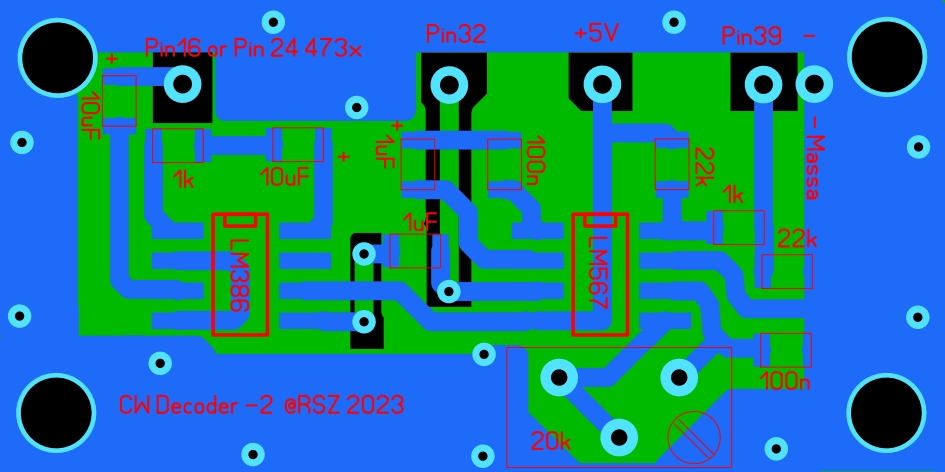 Pin16 or Pin 24 473x
Pin32
+5V
Pin39 -
+
10uF
1k
10uF
+
+
1uF
100n
22k
- Massa
1k
1uF
22k
LM386
LM567
100n
CW Decoder -2 @RSZ 2023
20k